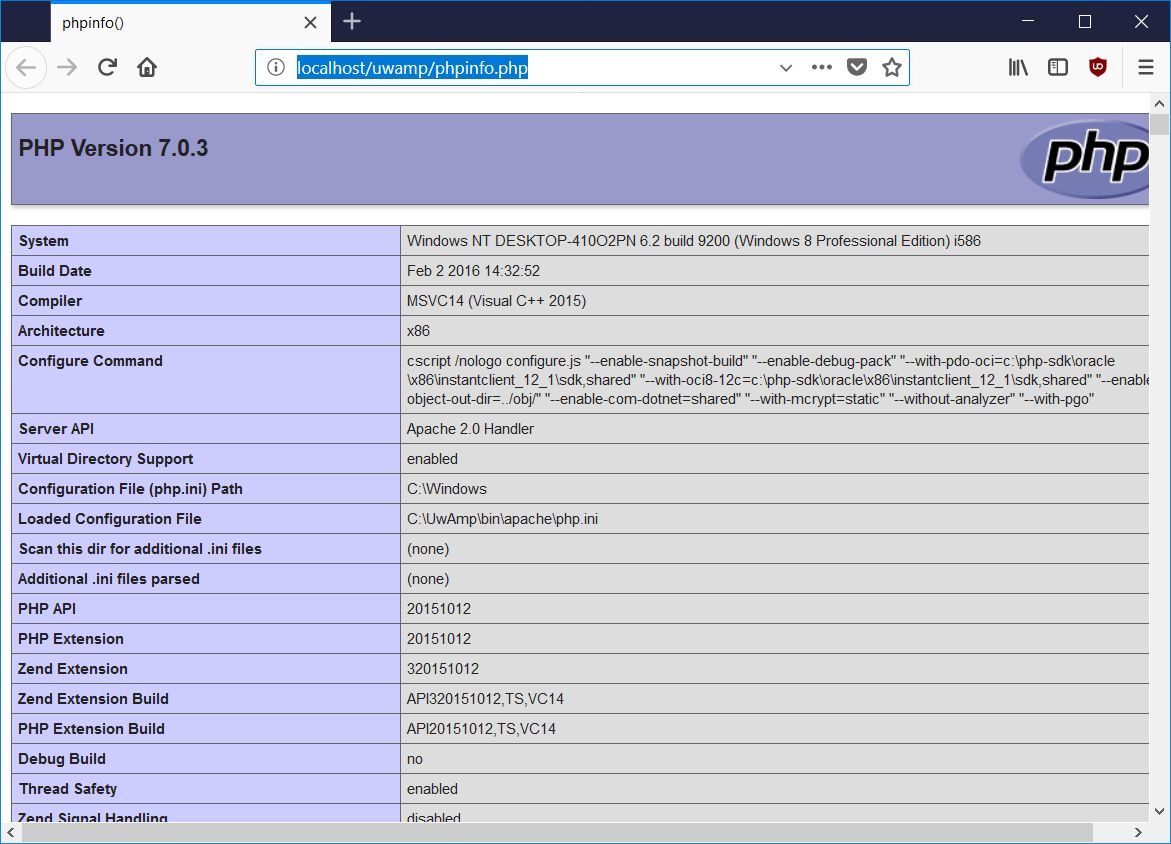 phpinfo()
localhost/uwamp/phpinfo.php
PHP Version 7.0.3
php
System Windows NT DESKTOP-410O2PN 6.2 build 9200 (Windows 8 Professional Edition) i586
Build Date Feb 2 2016 14:32:52
Compiler MSVC14 (Visual C++ 2015)
Architecture x86
Configure Command cscript /nologo configure.js "--enable-snapshot-build" "--enable-debug-pack" "--with-pdo-oci=c:\php-sdk\oracle
\x86\instantclient_12_1\sdk,shared" "--with-oci8-12c=c:\php-sdk\oracle\x86\instantclient_12_1\sdk,shared" "--enable
object-out-dir=../obj/" "--enable-com-dotnet=shared" "--with-mcrypt=static" "--without-analyzer" "--with-pgo"
Server API Apache 2.0 Handler
Virtual Directory Support enabled
Configuration File (php.ini) Path C:\Windows
Loaded Configuration File C:\UwAmp\bin\apache\php.ini
Scan this dir for additional .ini files (none)
Additional .ini files parsed (none)
PHP API 20151012
PHP Extension 20151012
Zend Extension 320151012
Zend Extension Build API320151012,TS,VC14
PHP Extension Build API20151012,TS,VC14
Debug Build no
Thread Safety enabled
Zend Signal Handling disabled